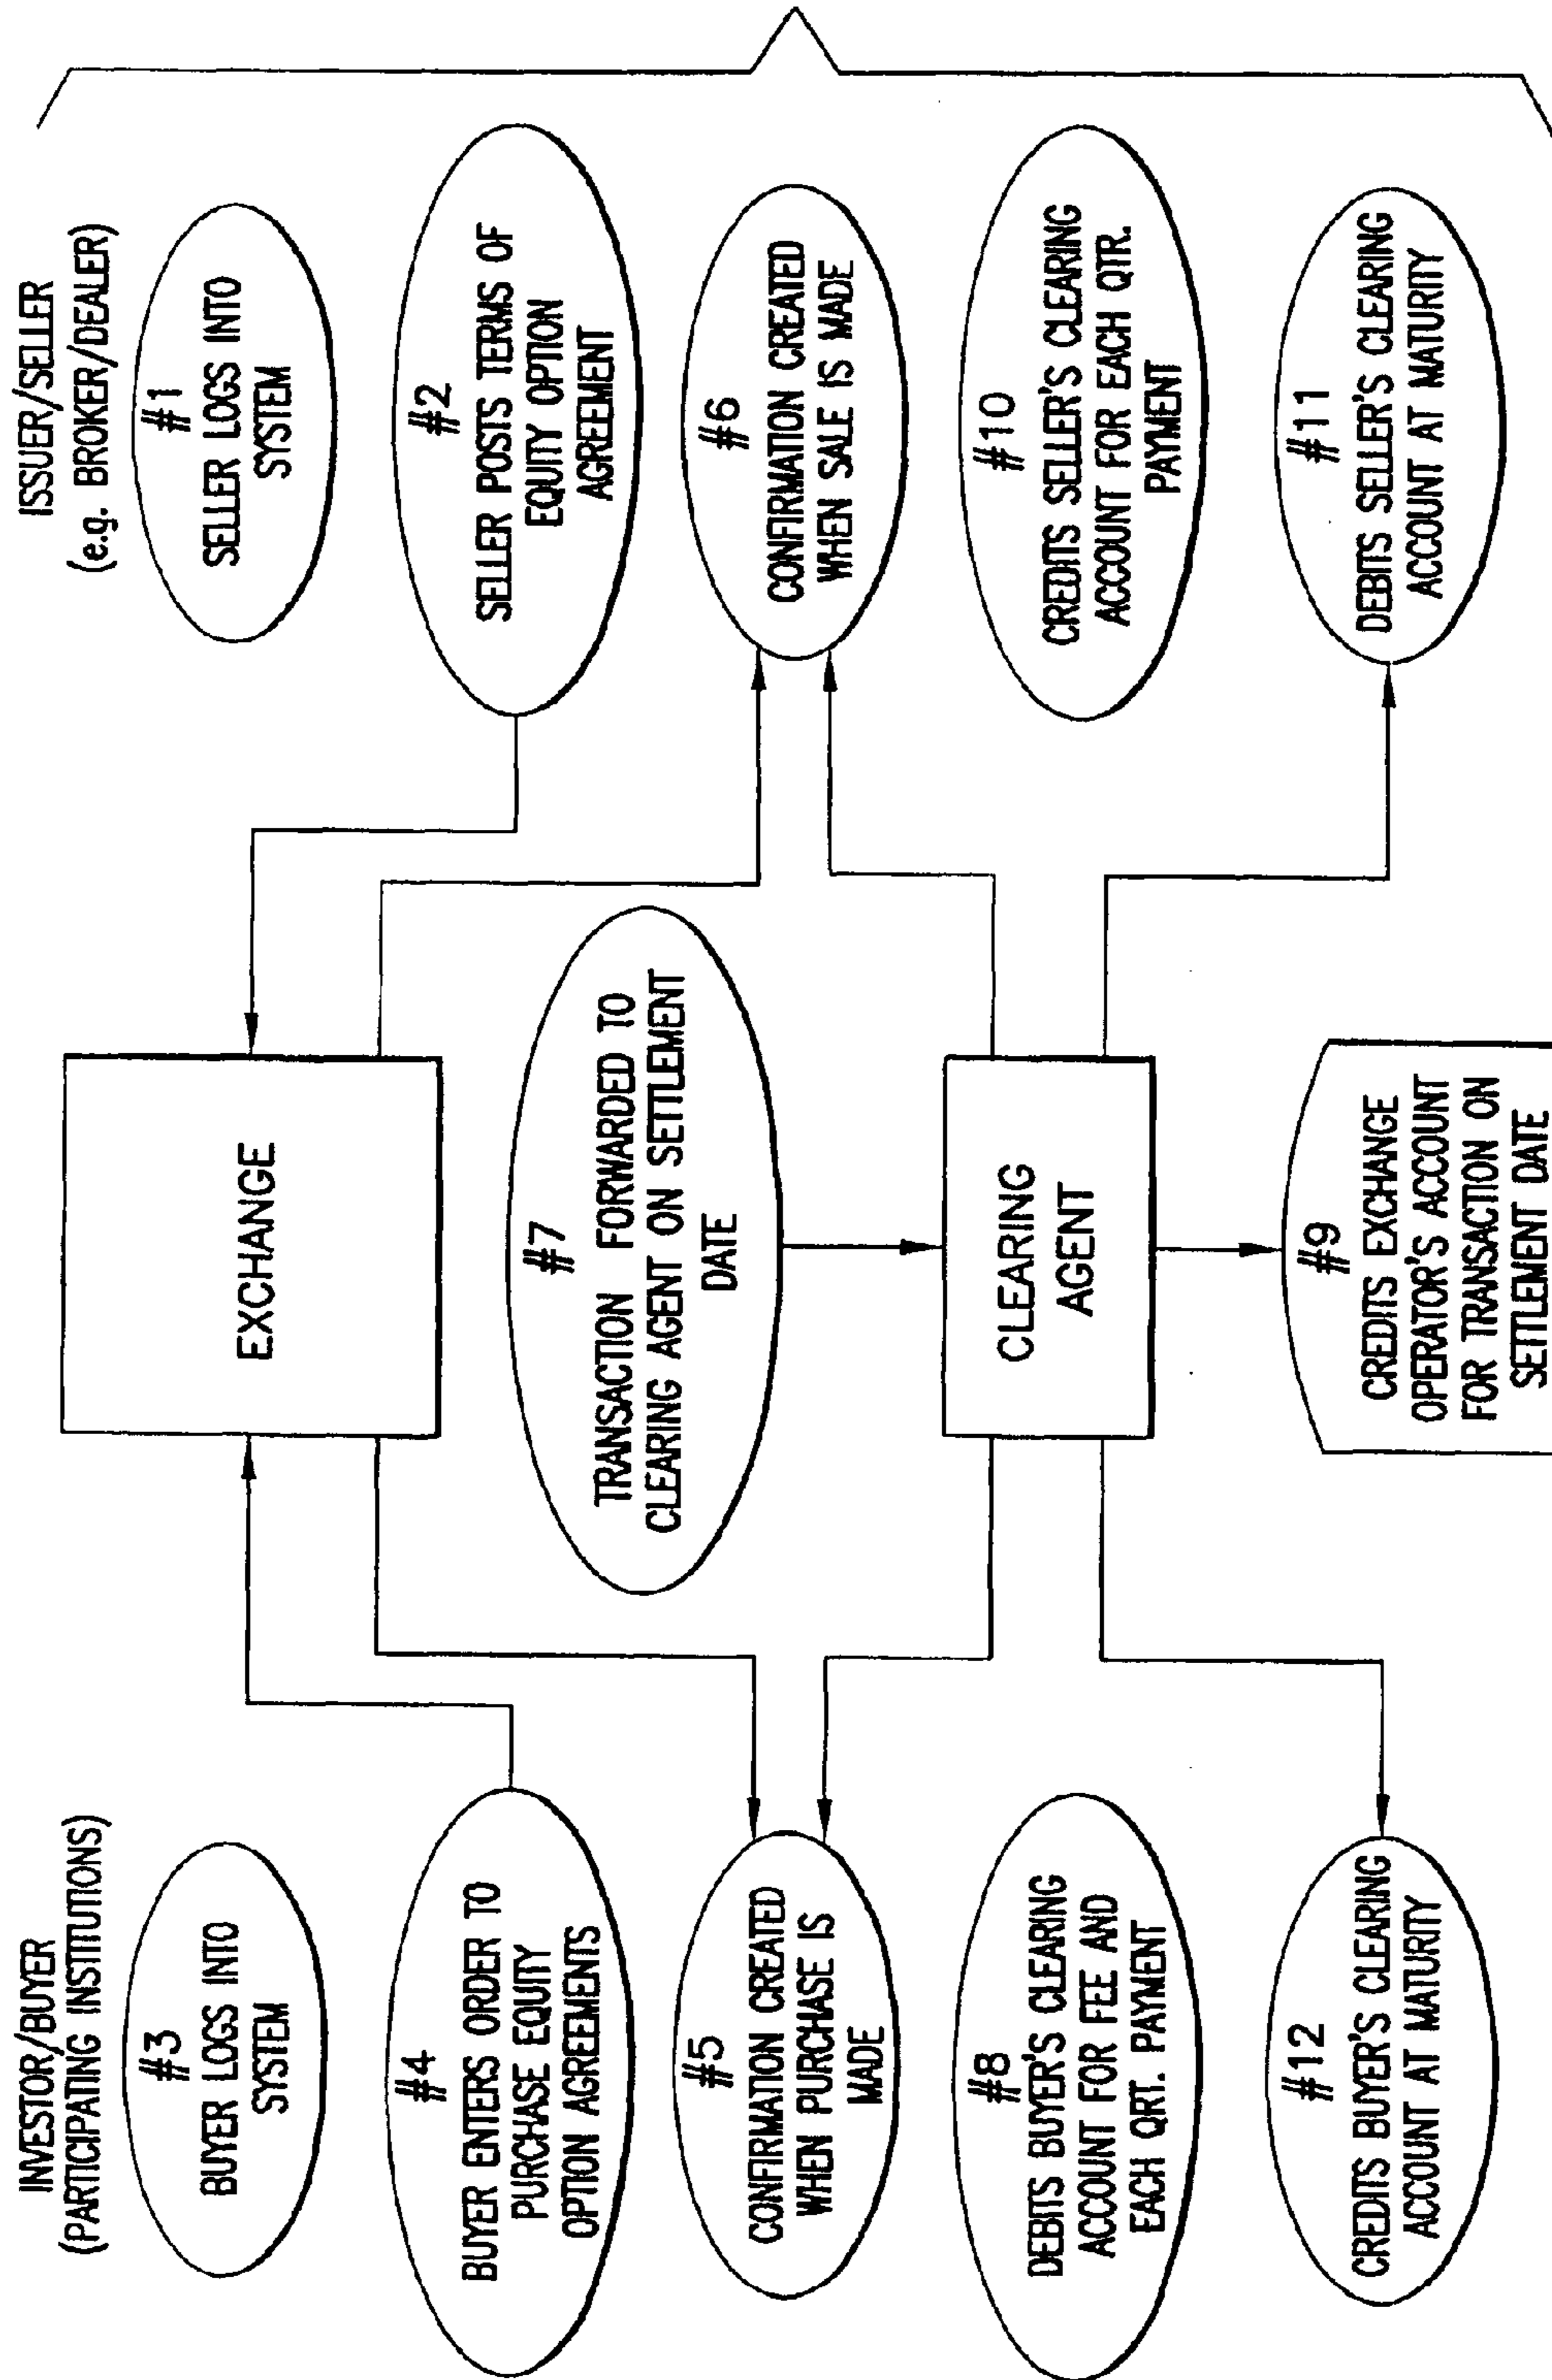 INVESTOR/BUYER
(PARTICIPATING INSTITUTIONS)
#3
BUYER LOGS INTO
SYSTEM
#4
BUYER ENTERS ORDER TO
PURCHASE EQUITY
OPTION AGREEMENTS
#5
CONFIRMATION CREATED
WHEN PURCHASE IS
MADE
#8
DEBITS BUYER'S CLEARING
ACCOUNT FOR FEE AND
EACH QRT. PAYMENT
#12
CREDITS BUYER'S CLEARING
ACCOUNT AT MATURITY
EXCHANGE
#7
TRANSACTION FORWARDED TO
CLEARING AGENT ON SETTLEMENT
DATE
CLEARING
AGENT
#9
CREDITS EXCHANGE
OPERATOR'S ACCOUNT
FOR TRANSACTION ON
SETTLEMENT DATE
ISSUER/SELLER
(e.g. BROKER/DEALER)
#1
SELLER LOGS INTO
SYSTEM
#2
SELLER POSTS TERMS OF
EQUITY OPTION
AGREEMENT
#6
CONFIRMATION CREATED
WHEN SALE IS MADE
#10
CREDITS SELLER'S CLEARING
ACCOUNT FOR EACH QTR.
PAYMENT
#11
DEBITS SELLER'S CLEARING
ACCOUNT AT MATURITY